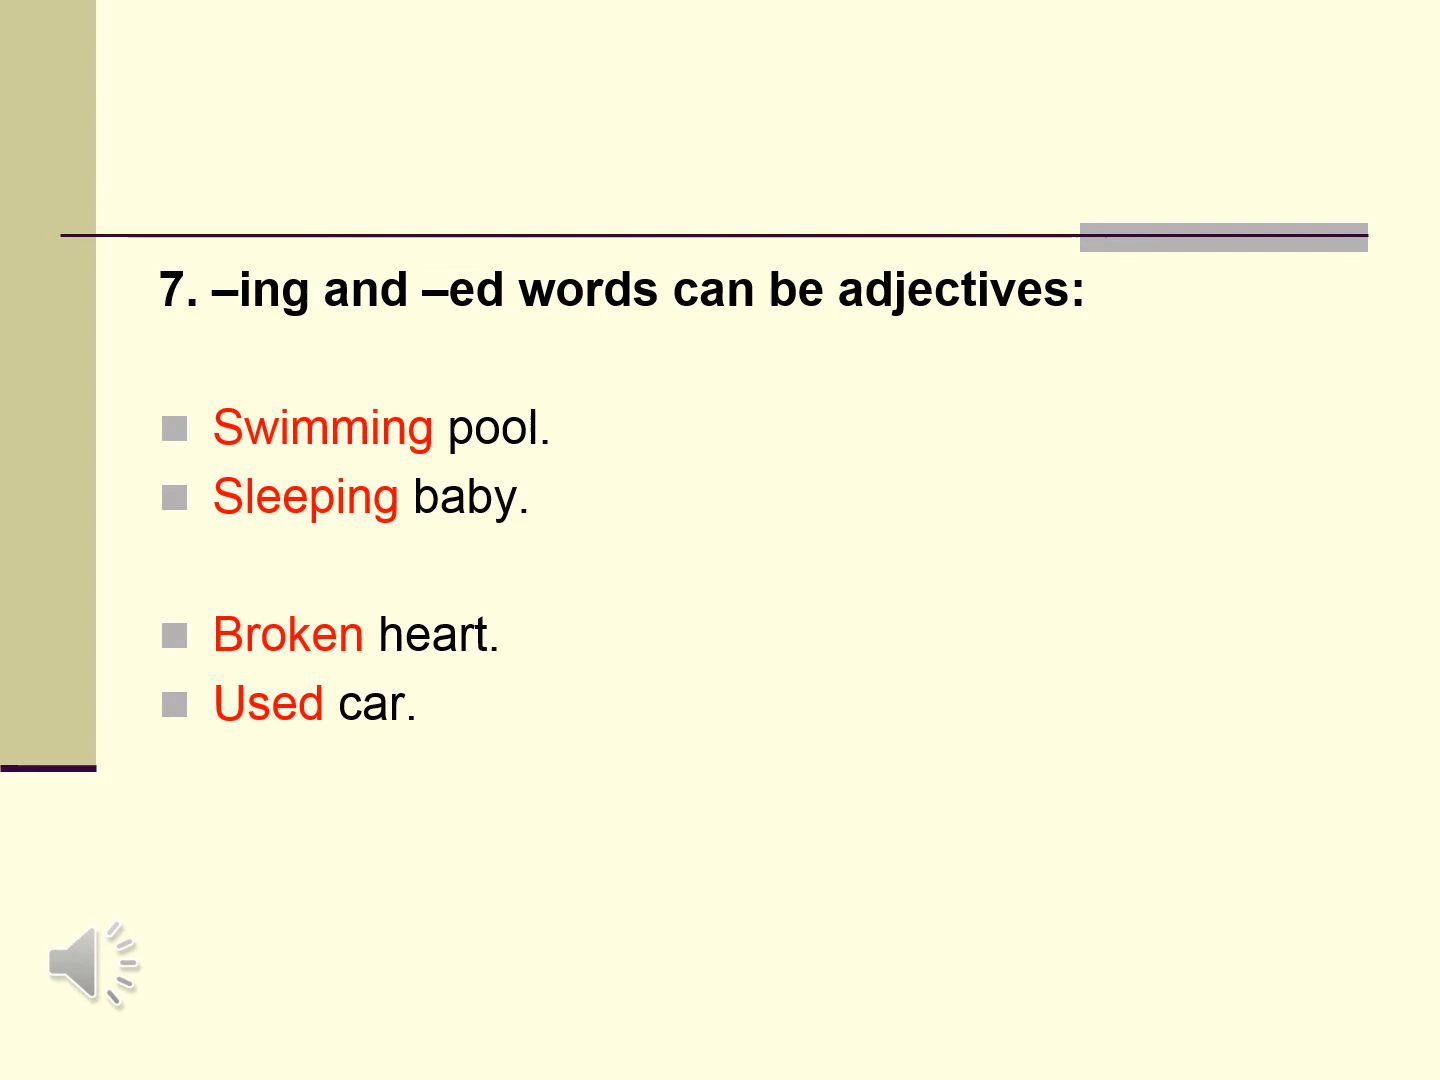 7. –ing and –ed words can be adjectives:
Swimming pool.
Sleeping baby.
Broken heart.
Used car.